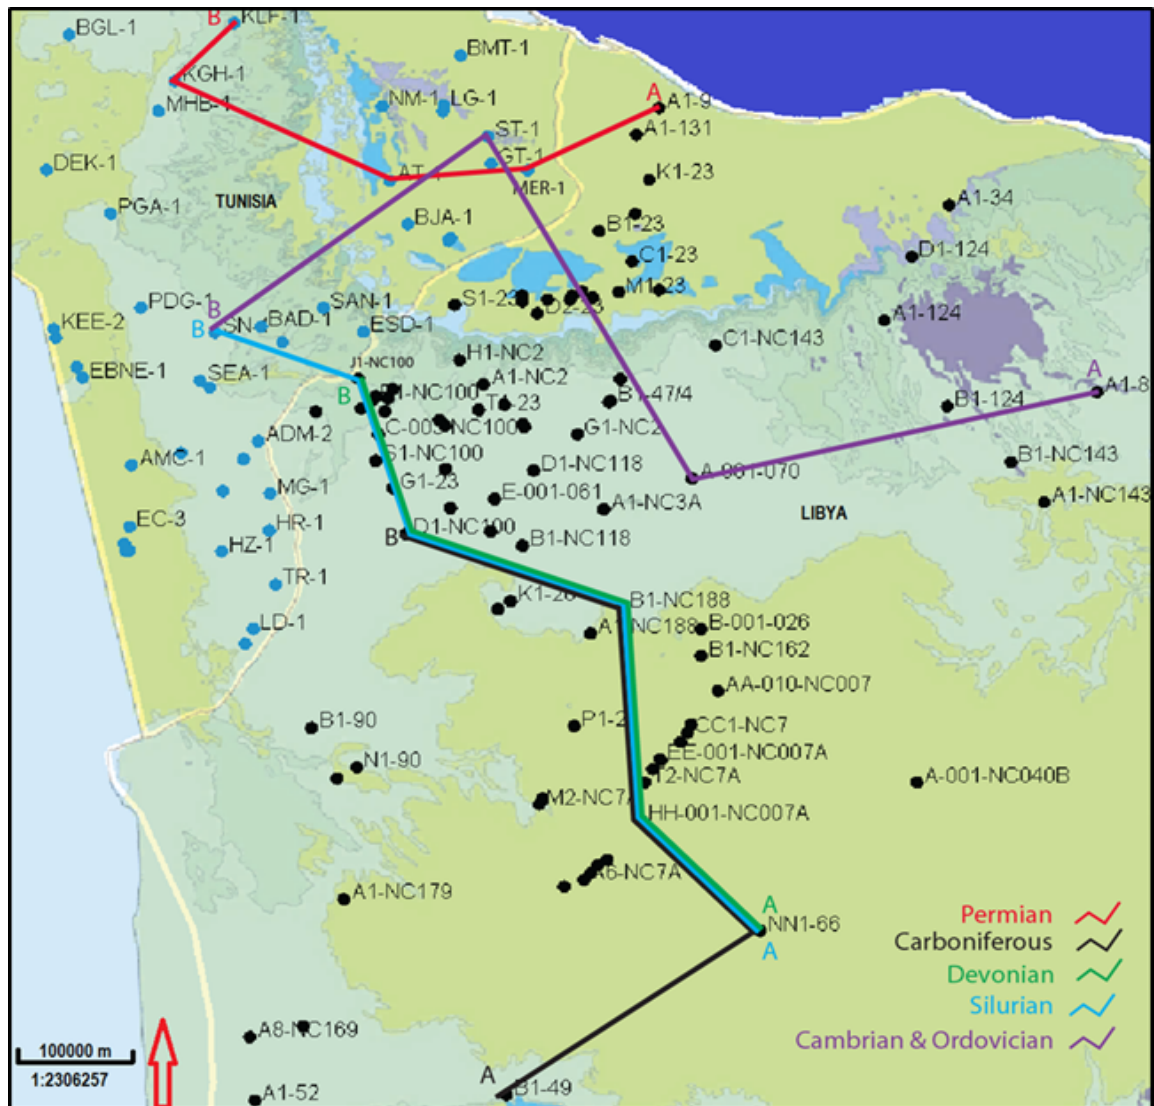 B KLF-1
BGL-1
BMT-1
KGH-1
MHB-1
NM-1
LG-1
A A1-9
A1-131
ST-1
DEK-1
GT-1
K1-23
MER-1
TUNISIA
PGA-1
BJA-1
B1-23
A1-34
D1-124
C1-23
M1-23
PDG-1
SAN-1
S1-23
D2-23
B
B SN-1
BAD-1
ESD-1
KEE-2
A1-124
C1-NC143
J1-NC100
H1-NC2
EBNE-1
SEA-1
B
A1-NC2
A
A1-8
B1-47/4
B1-124
C-003-NC100
G1-NC2
ADM-2
AMC-1
S1-NC100
D1-NC118
B1-NC143
MG-1
G1-23
E-001-061
A1-NC3A
A1-NC143
LIBYA
EC-3
HR-1
B D1-NC100
HZ-1
B1-NC118
TR-1
K1-26
B1-NC188
LD-1
A1-NC188
B-001-026
B1-NC162
AA-010-NC007
B1-90
P1-2
CC1-NC7
EE-001-NC007A
N1-90
T2-NC7A
A-001-NC040B
M2-NC7A
HH-001-NC007A
A6-NC7A
A1-NC179
A
NN1-66
A
Permian
Carboniferous
Devonian
Silurian
Cambrian & Ordovician
A8-NC169
100000 m
1:2306257
A
B1-49
A1-52